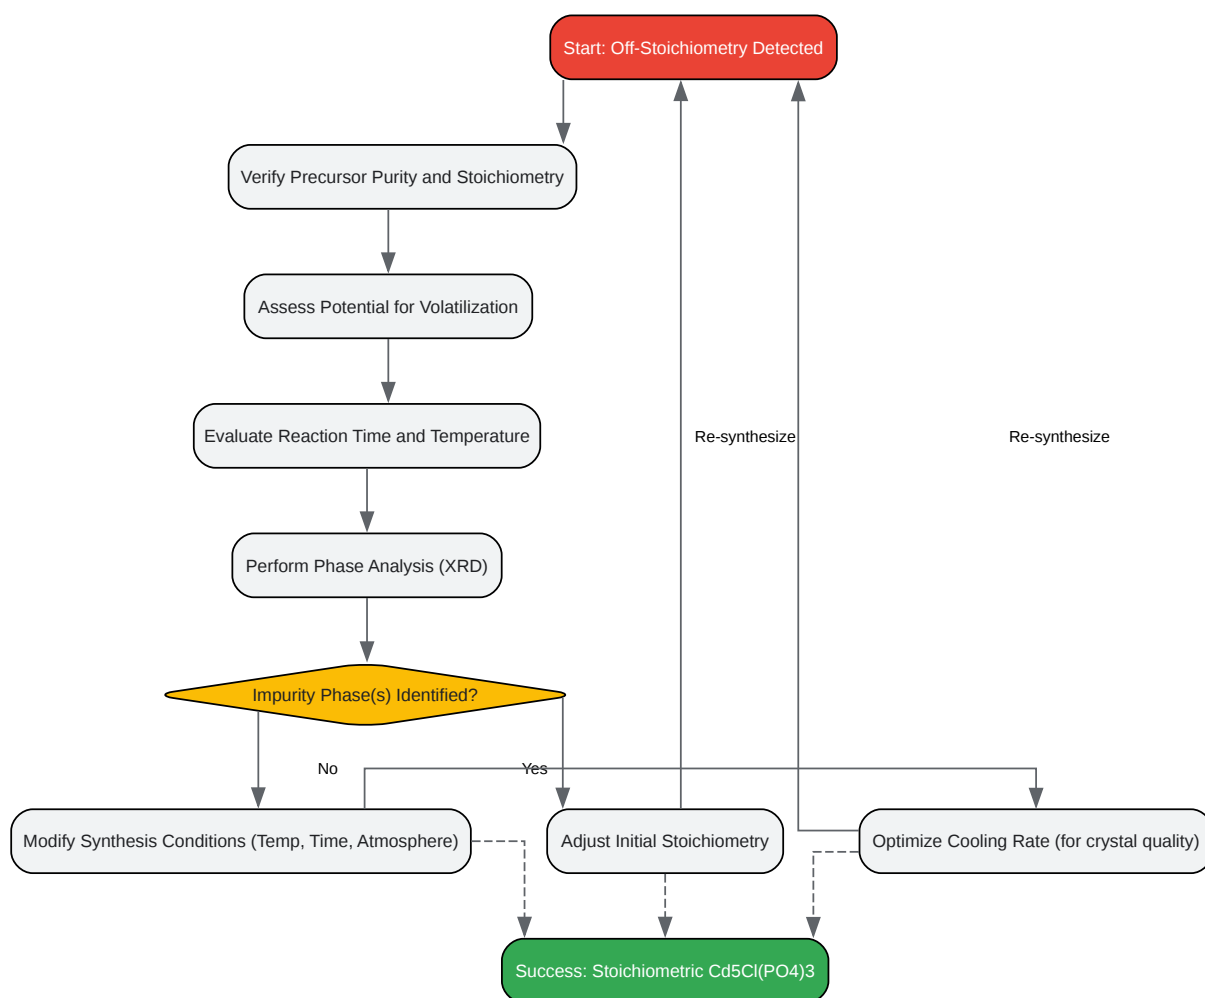 Start: Off-Stoichiometry Detected
Verify Precursor Purity and Stoichiometry
Assess Potential for Volatilization
Evaluate Reaction Time and Temperature
Re-synthesize
Re-synthesize
Perform Phase Analysis (XRD)
Impurity Phase(s) Identified?
No
Yes
Modify Synthesis Conditions (Temp, Time, Atmosphere)
Adjust Initial Stoichiometry
Optimize Cooling Rate (for crystal quality)
Success: Stoichiometric Cd5Cl(PO4)3